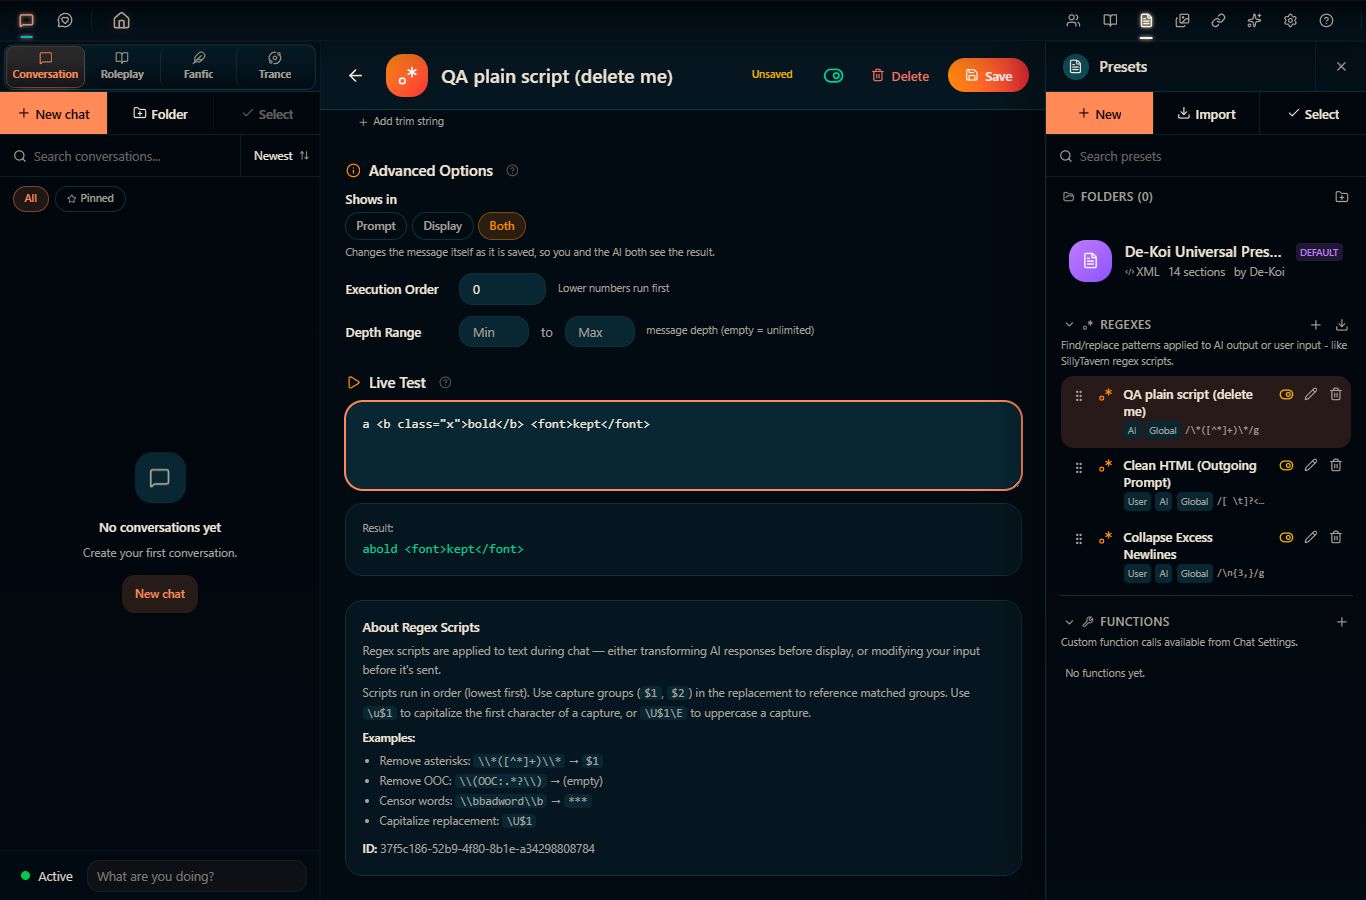 Conversation
Roleplay
Fanfic
Trance
New chat
Folder
Select
Search conversations...
Newest
All
Pinned
No conversations yet
Create your first conversation.
New chat
Active
What are you doing?
QA plain script (delete me)
Unsaved
Delete
Save
Add trim string
Advanced Options
Shows in
Prompt
Display
Both
Changes the message itself as it is saved, so you and the AI both see the result.
Execution Order
0
Lower numbers run first
Depth Range
Min
to
Max
message depth (empty = unlimited)
Live Test
a <b class="x">bold</b> <font>kept</font>
Result:
abold <font>kept</font>
About Regex Scripts
Regex scripts are applied to text during chat — either transforming AI responses before display, or modifying your input
before it's sent.
Scripts run in order (lowest first). Use capture groups ( $1 , $2 ) in the replacement to reference matched groups. Use
\u$1 to capitalize the first character of a capture, or \U$1\E to uppercase a capture.
Examples:
• Remove asterisks: \\*([^*]+)\\* → $1
• Remove OOC: \\(OOC:.*?\\) → (empty)
• Censor words: \\bbadword\\b → ***
• Capitalize replacement: \U$1
ID: 37f5c186-52b9-4f80-8b1e-a34298808784
Presets
New
Import
Select
Search presets
FOLDERS (0)
De-Koi Universal Pres...
DEFAULT
XML 14 sections by De-Koi
REGEXES
Find/replace patterns applied to AI output or user input - like
SillyTavern regex scripts.
QA plain script (delete
me)
AI Global /\*([^*]+)\*/g
Clean HTML (Outgoing
Prompt)
User AI Global /[ \t]?<…
Collapse Excess
Newlines
User AI Global /\n{3,}/g
FUNCTIONS
Custom function calls available from Chat Settings.
No functions yet.